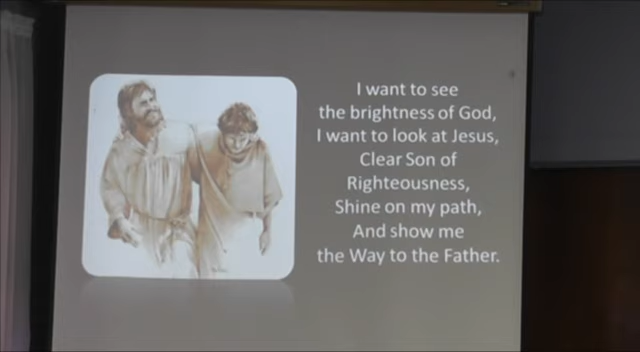 I want to see
the brightness of God,
I want to look at Jesus,
Clear Son of
Righteousness,
Shine on my path,
And show me
the Way to the Father.